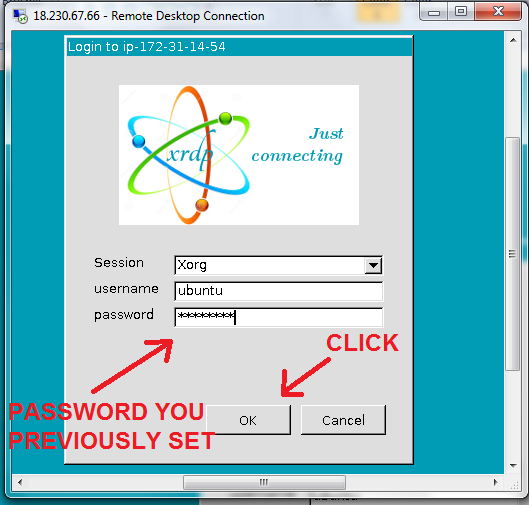 18.230.67.66 - Remote Desktop Connection
Login to ip-172-31-14-54
xrdp
Just
connecting
Session Xorg
username ubuntu
password *********
CLICK
PASSWORD YOU
PREVIOUSLY SET
OK Cancel